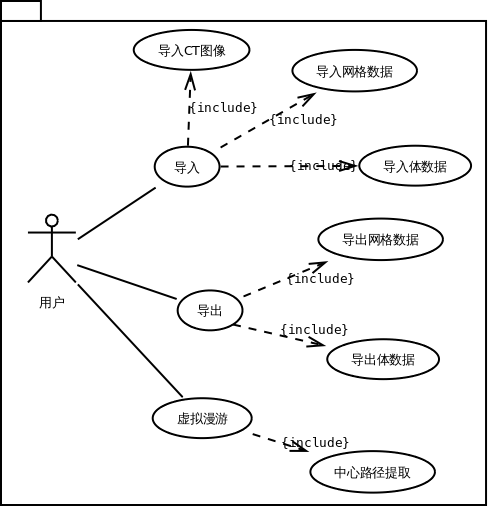 导入CT图像
导入网格数据
{include}
{include}
导入
{include}
导入体数据
导出网格数据
{include}
用户
导出
{include}
导出体数据
虚拟漫游
{include}
中心路径提取